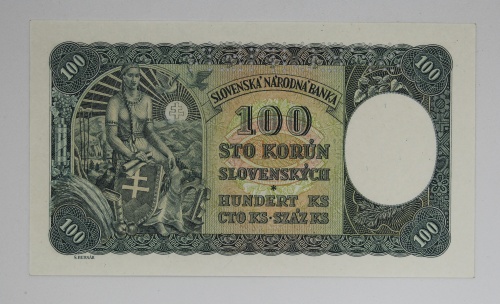 100
100
SLOVENSKÁ NÁRODNÁ BANKA
100
STO KORÚN
SLOVENSKÝCH
*
HUNDERT KS
СТО KS · SZÁZ KS
100
100